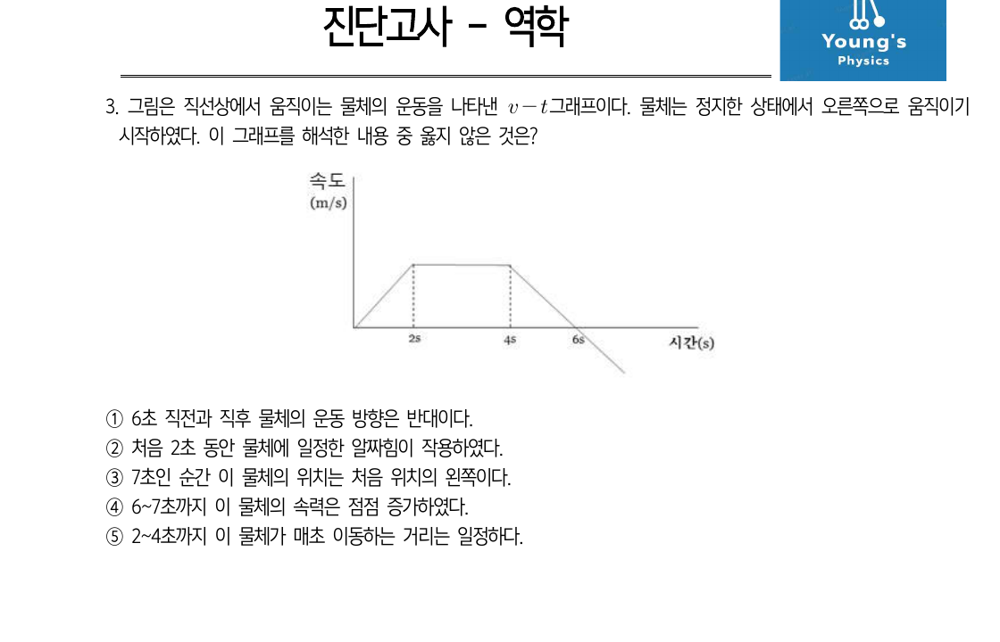 진단고사 - 역학
Young's
Physics
3. 그림은 직선상에서 움직이는 물체의 운동을 나타낸 v-t그래프이다. 물체는 정지한 상태에서 오른쪽으로 움직이기
시작하였다. 이 그래프를 해석한 내용 중 옳지 않은 것은?
속도
(m/s)
2s 4s 6s 시간(s)
① 6초 직전과 직후 물체의 운동 방향은 반대이다.
② 처음 2초 동안 물체에 일정한 알짜힘이 작용하였다.
③ 7초인 순간 이 물체의 위치는 처음 위치의 왼쪽이다.
④ 6~7초까지 이 물체의 속력은 점점 증가하였다.
⑤ 2~4초까지 이 물체가 매초 이동하는 거리는 일정하다.